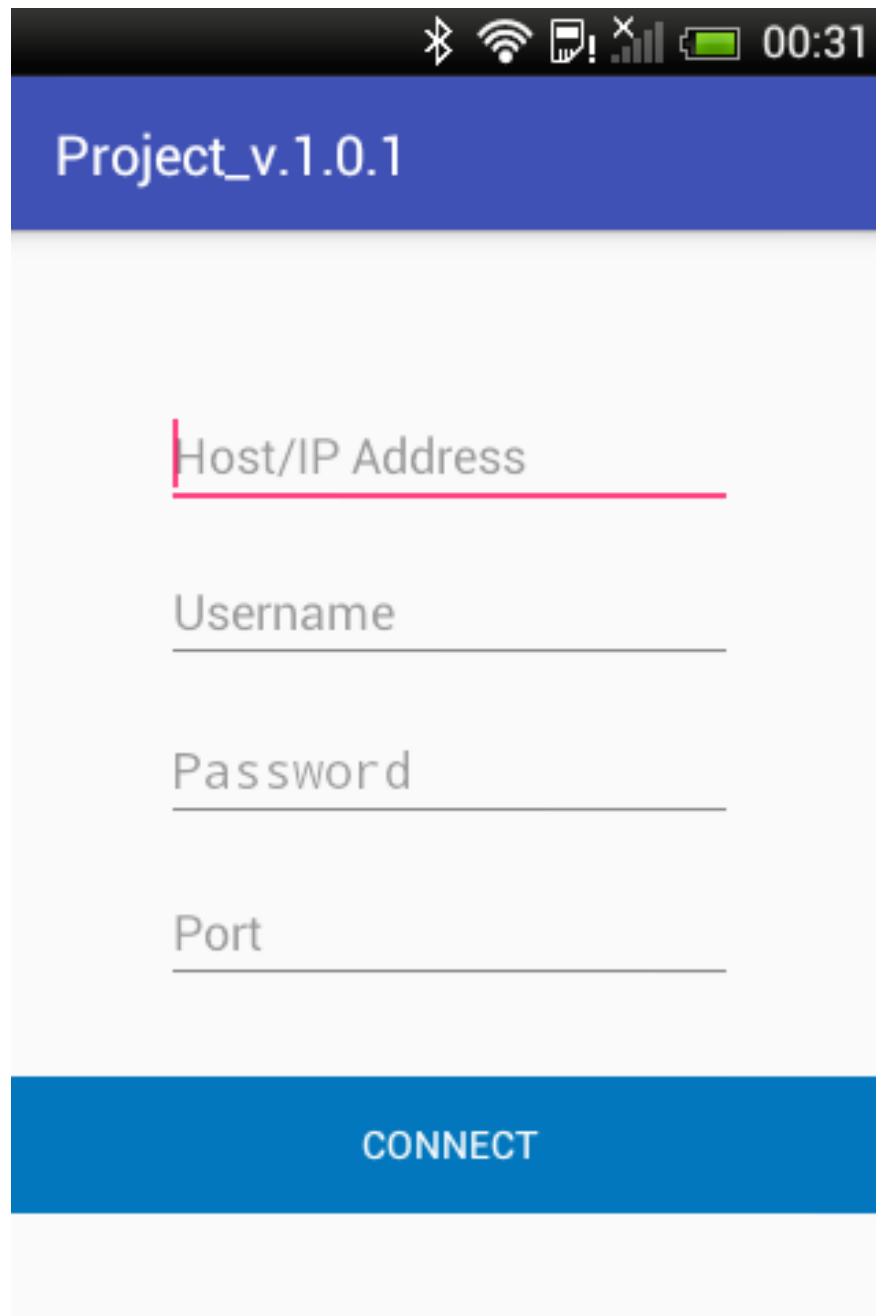 00:31
Project_v.1.0.1
Host/IP Address
Username
Password
Port
CONNECT